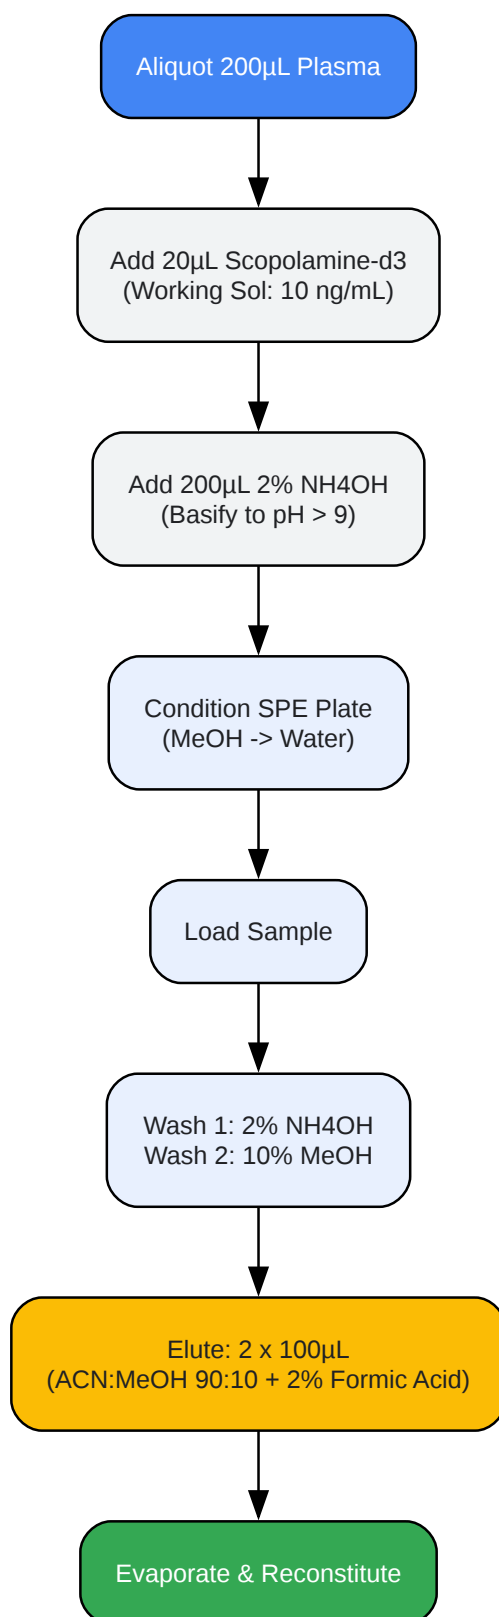 Aliquot 200µL Plasma
Add 20µL Scopolamine-d3
(Working Sol: 10 ng/mL)
Add 200µL 2% NH4OH
(Basify to pH > 9)
Condition SPE Plate
(MeOH -> Water)
Load Sample
Wash 1: 2% NH4OH
Wash 2: 10% MeOH
Elute: 2 x 100µL
(ACN:MeOH 90:10 + 2% Formic Acid)
Evaporate & Reconstitute